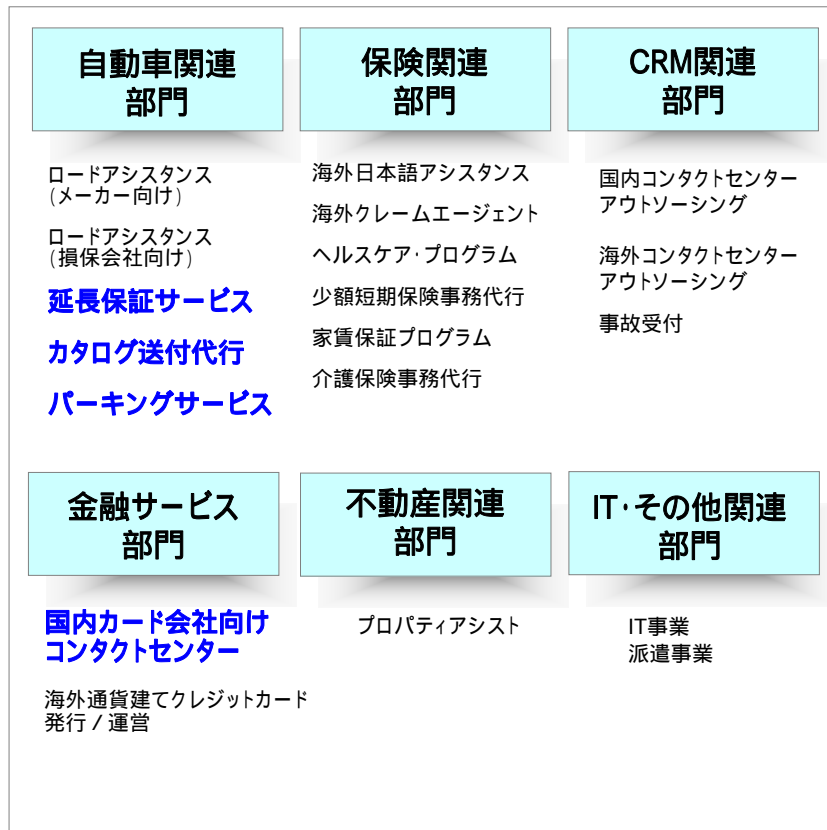 自動車関連
部門
ロードアシスタンス
(メーカー向け)
ロードアシスタンス
(損保会社向け)
延長保証サービス
カタログ送付代行
パーキングサービス
保険関連
部門
海外日本語アシスタンス
海外クレームエージェント
ヘルスケア・プログラム
少額短期保険事務代行
家賃保証プログラム
介護保険事務代行
CRM関連
部門
国内コンタクトセンター
アウトソーシング
海外コンタクトセンター
アウトソーシング
事故受付
金融サービス
部門
国内カード会社向け
コンタクトセンター
海外通貨建てクレジットカード
発行／運営
不動産関連
部門
プロパティアシスト
IT・その他関連
部門
IT事業
派遣事業